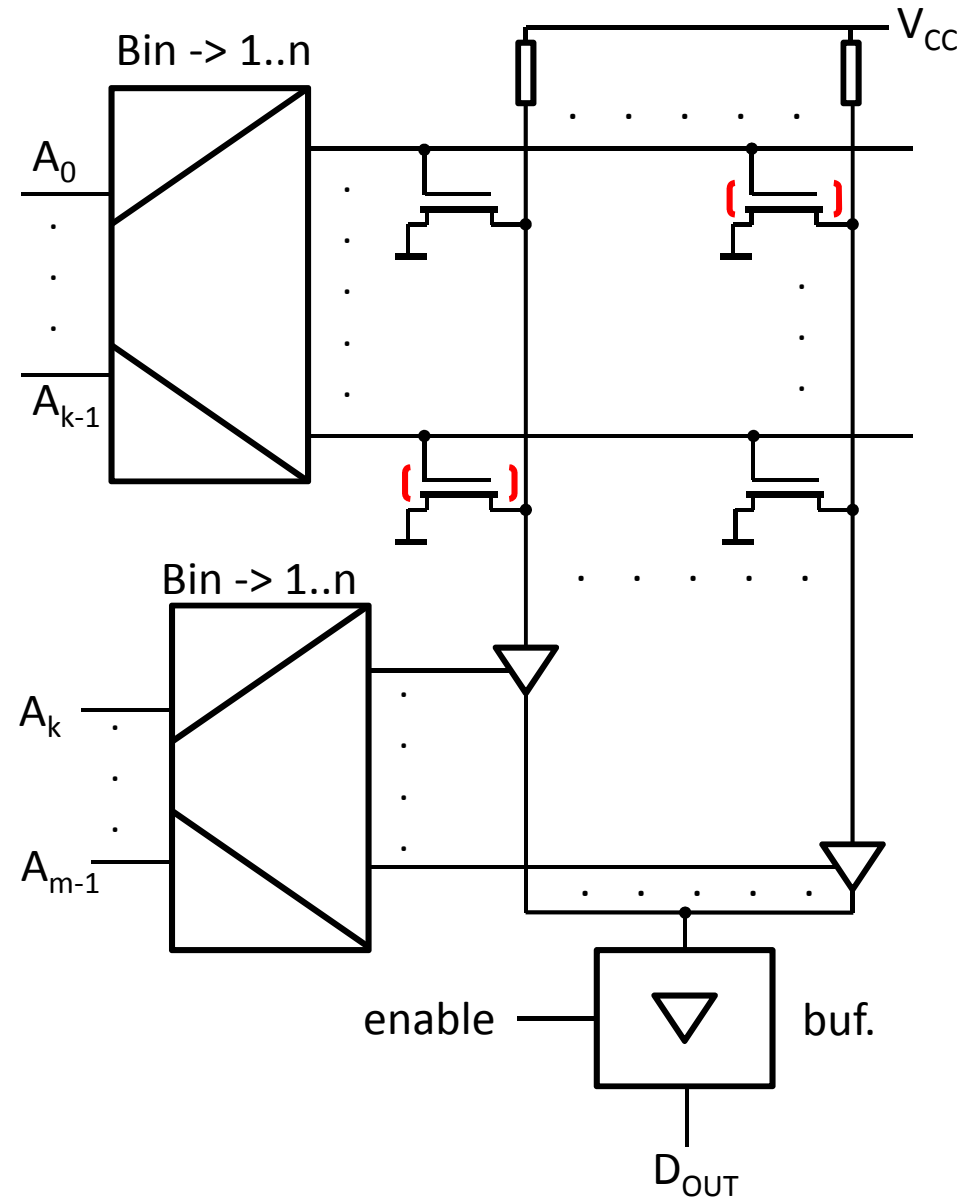 V_CC
Bin -> 1..n
A_0
A_k-1
Bin -> 1..n
A_k
A_m-1
enable
buf.
D_OUT